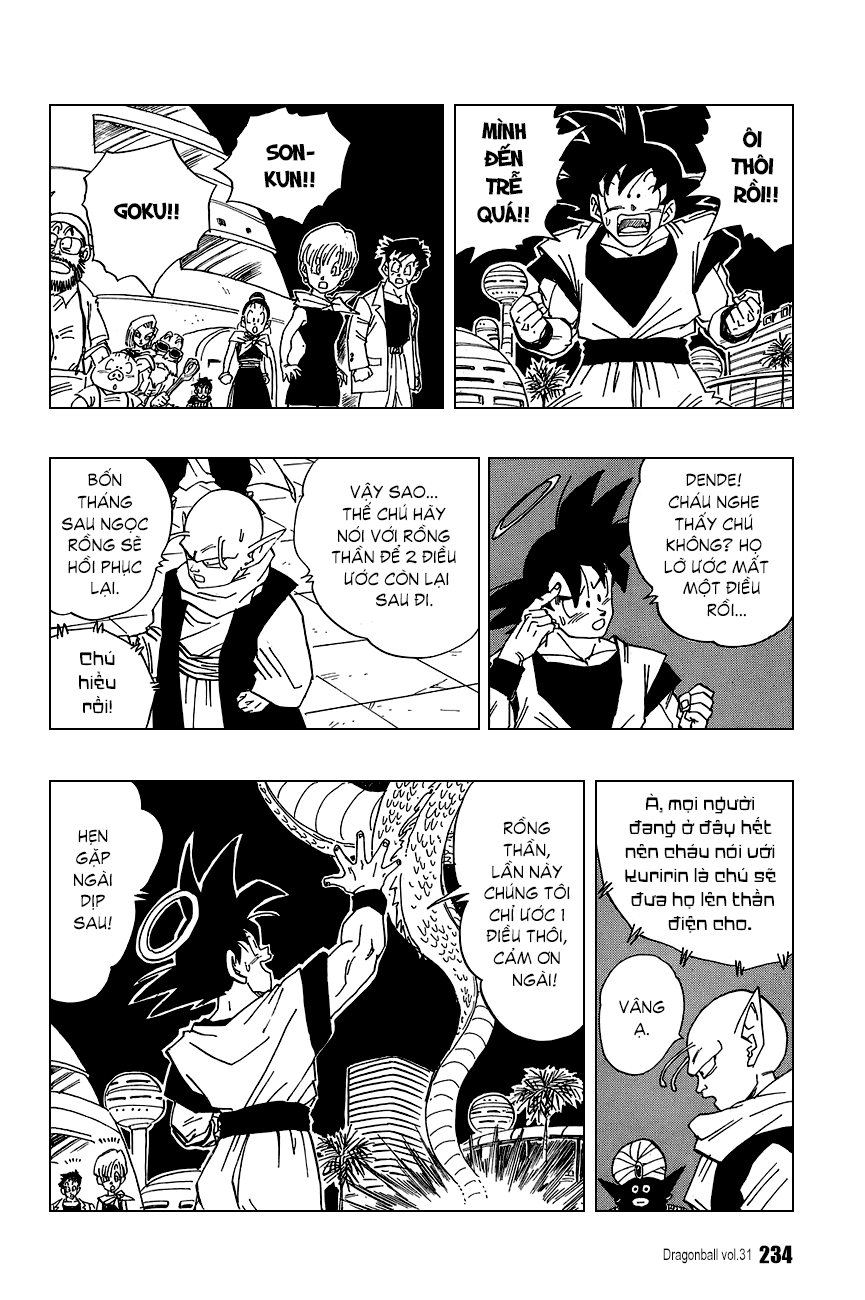 ÔI
THÔI
RỒI!!
MÌNH
ĐẾN
TRỄ
QUÁ!!
SON-
KUN!!
GOKU!!
DENDE!
CHÁU NGHE
THẤY CHÚ
KHÔNG? HỌ
LỠ ƯỚC MẤT
MỘT ĐIỀU
RỒI...
VẬY SAO...
THẾ CHÚ HÃY
NÓI VỚI RỒNG
THẦN ĐỂ 2 ĐIỀU
ƯỚC CÒN LẠI
SAU ĐI.
BỐN
THÁNG
SAU NGỌC
RỒNG SẼ
HỒI PHỤC
LẠI.
Chú
hiểu
rồi!
À, mọi người
đang ở đây hết
nên cháu nói với
Kuririn là chú sẽ
đưa họ lên thần
điện cho.
VÂNG
Ạ.
RỒNG
THẦN,
LẦN NÀY
CHÚNG TÔI
CHỈ ƯỚC 1
ĐIỀU THÔI,
CẢM ƠN
NGÀI!
HẸN
GẶP
NGÀI
DỊP
SAU!
Dragonball vol.31 234